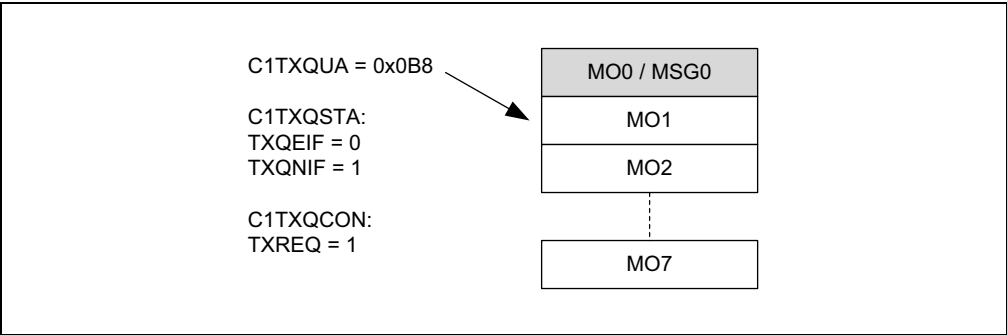 C1TXQUA = 0x0B8
C1TXQSTA:
TXQEIF = 0
TXQNIF = 1
C1TXQCON:
TXREQ = 1
MO0 / MSG0
MO1
MO2
MO7